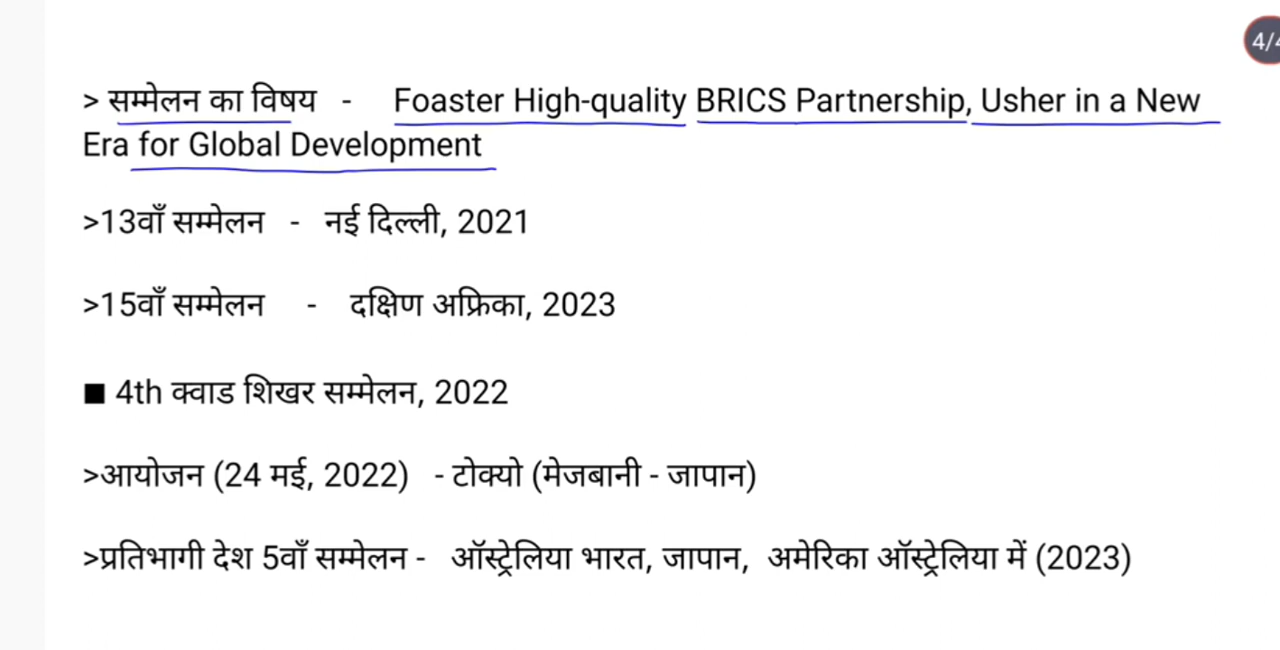 4/4
> सम्मेलन का विषय - Foaster High-quality BRICS Partnership, Usher in a New
Era for Global Development
>13वाँ सम्मेलन - नई दिल्ली, 2021
>15वाँ सम्मेलन - दक्षिण अफ्रिका, 2023
■ 4th क्वाड शिखर सम्मेलन, 2022
>आयोजन (24 मई, 2022) - टोक्यो (मेजबानी - जापान)
>प्रतिभागी देश 5वाँ सम्मेलन - ऑस्ट्रेलिया भारत, जापान, अमेरिका ऑस्ट्रेलिया में (2023)